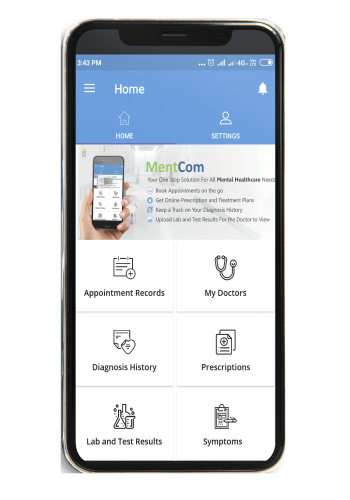 3:43 PM
4G
Home
HOME
SETTINGS
MentCom
Your One Stop Solution For All Mental Healthcare Needs
Book Appointments on the go
Get Online Prescription and Treatment Plans
Keep a Track on Your Diagnosis History
Upload Lab and Test Results For the Doctor to View
Appointment Records
My Doctors
Diagnosis History
Prescriptions
Lab and Test Results
Symptoms